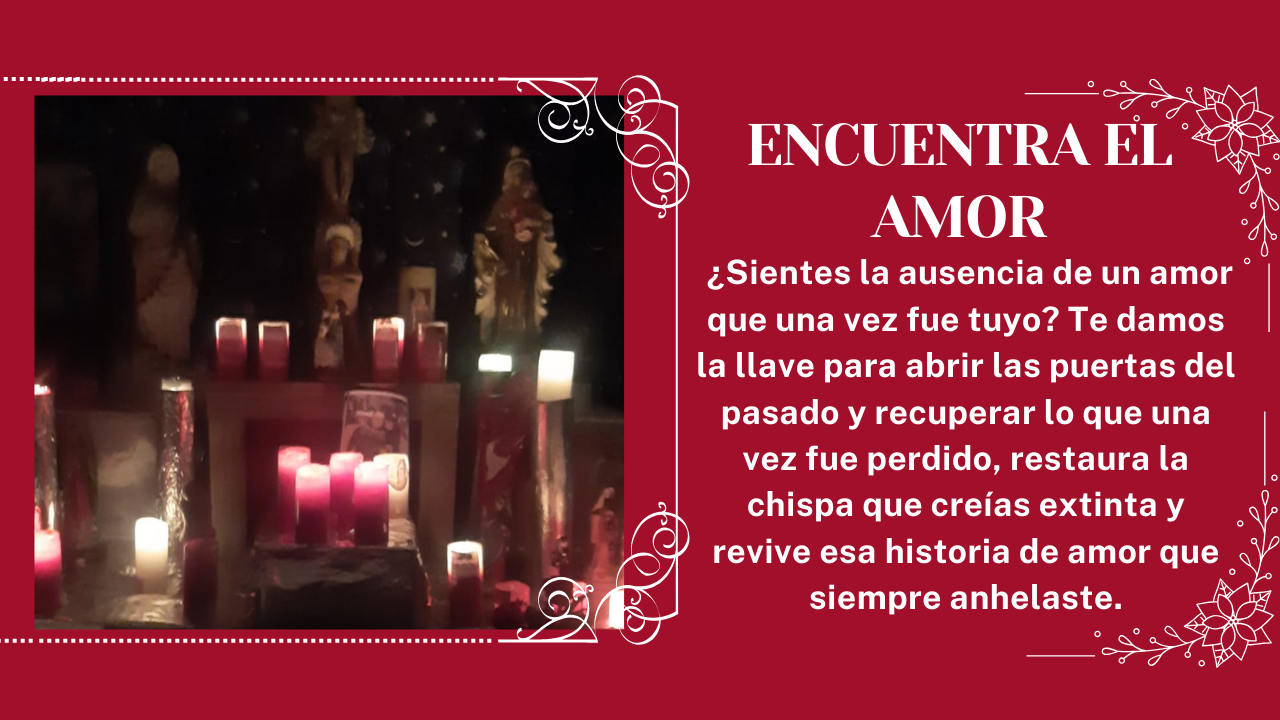 ENCUENTRA EL
AMOR
¿Sientes la ausencia de un amor
que una vez fue tuyo? Te damos
la llave para abrir las puertas del
pasado y recuperar lo que una
vez fue perdido, restaura la
chispa que creías extinta y
revive esa historia de amor que
siempre anhelaste.